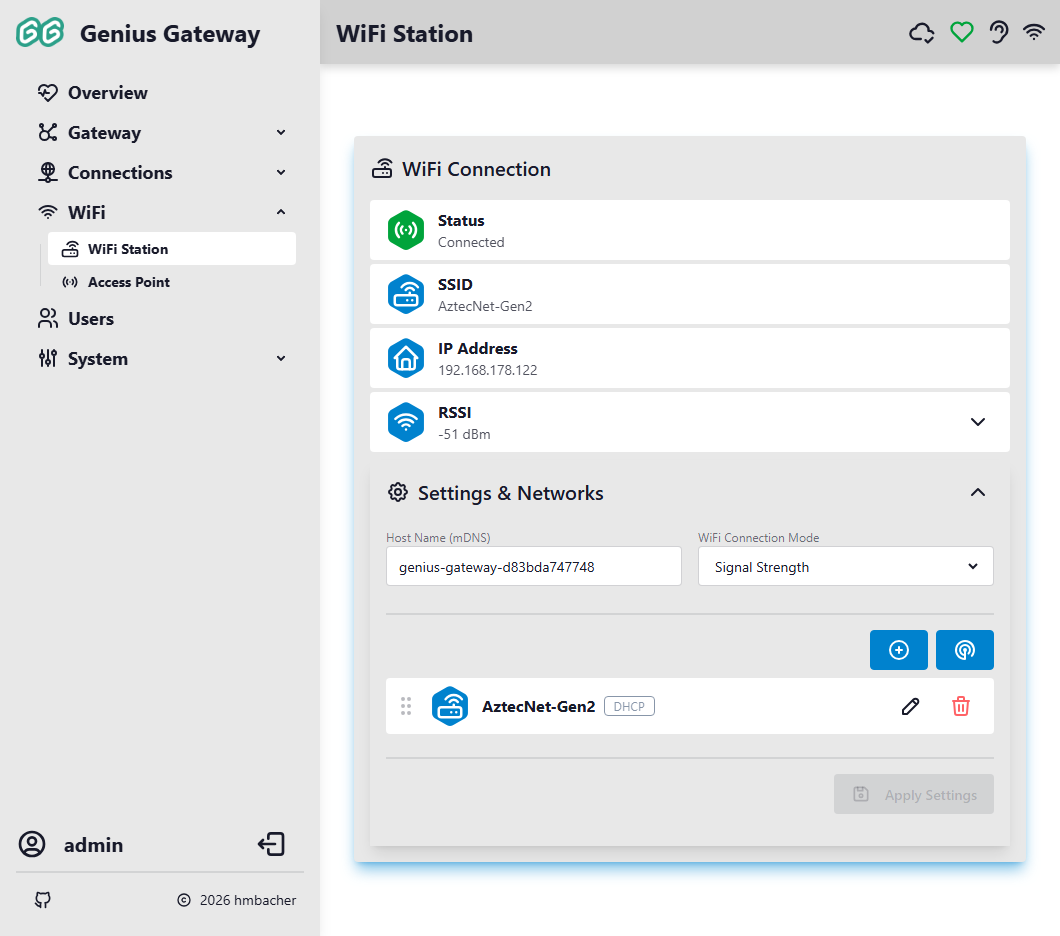 Genius Gateway
WiFi Station
Overview
Gateway
Connections
WiFi
WiFi Station
Access Point
Users
System
WiFi Connection
Status
Connected
SSID
AztecNet-Gen2
IP Address
192.168.178.122
RSSI
-51 dBm
Settings & Networks
Host Name (mDNS)
WiFi Connection Mode
genius-gateway-d83bda747748
Signal Strength
AztecNet-Gen2 DHCP
Apply Settings
admin
© 2026 hmbacher